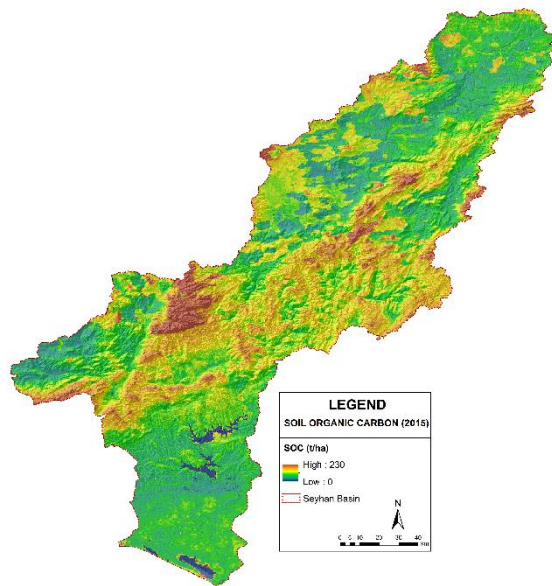 LEGEND
SOIL ORGANIC CARBON (2015)
SOC (t/ha)
High : 230
Low : 0
Seyhan Basin
N
0 5 10 20 30 40